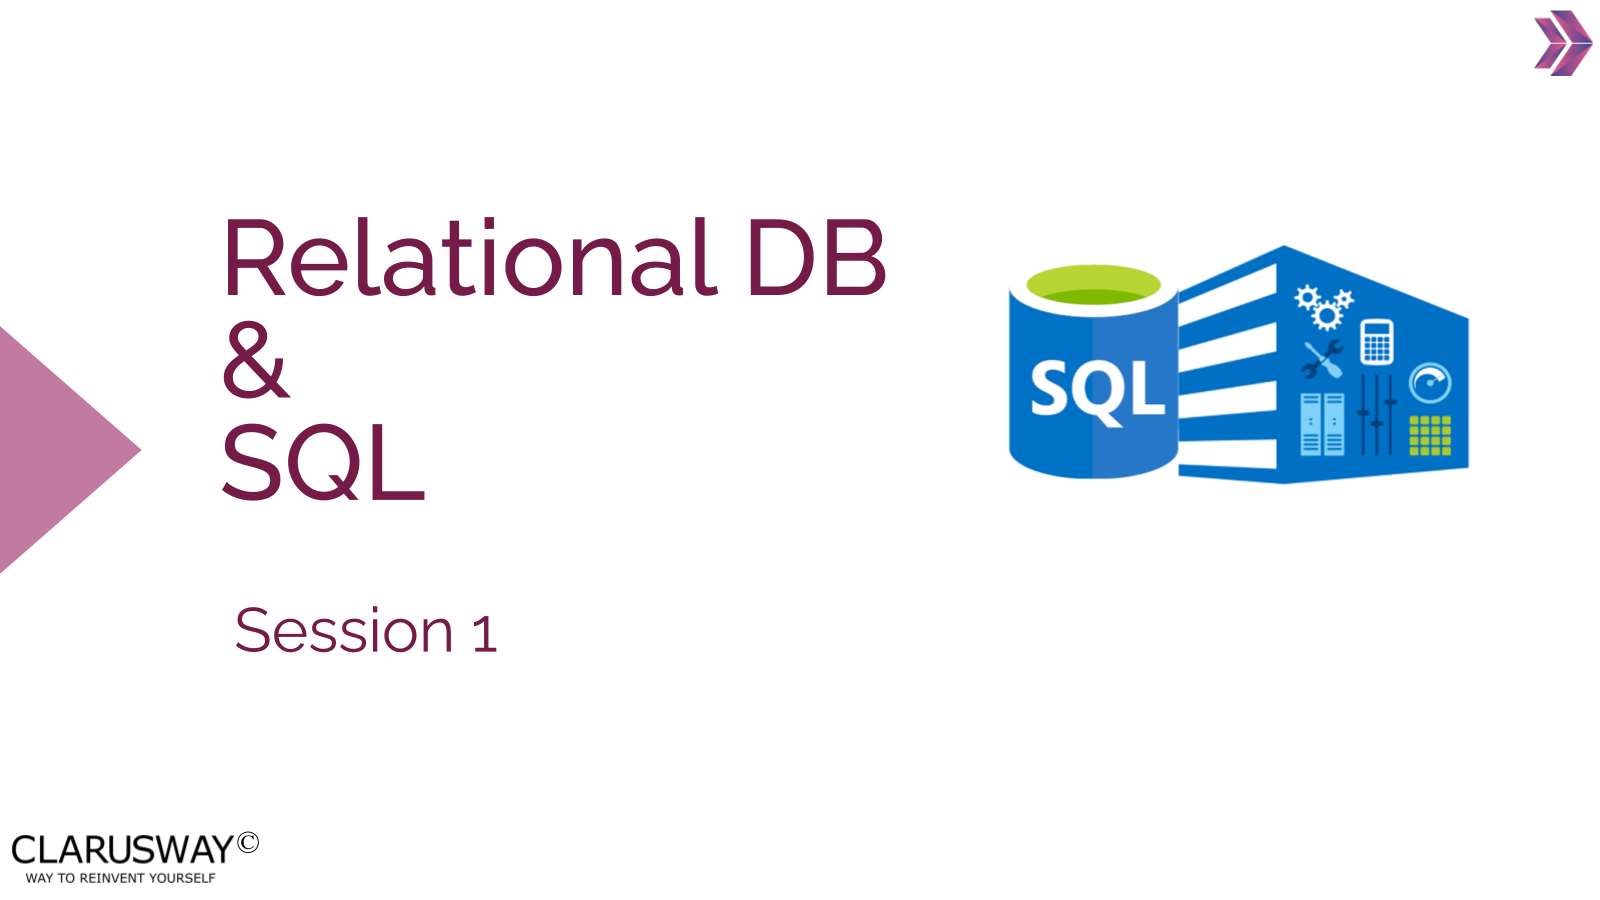 Relational DB
&
SQL
SQL
Session 1
CLARUSWAY©
WAY TO REINVENT YOURSELF